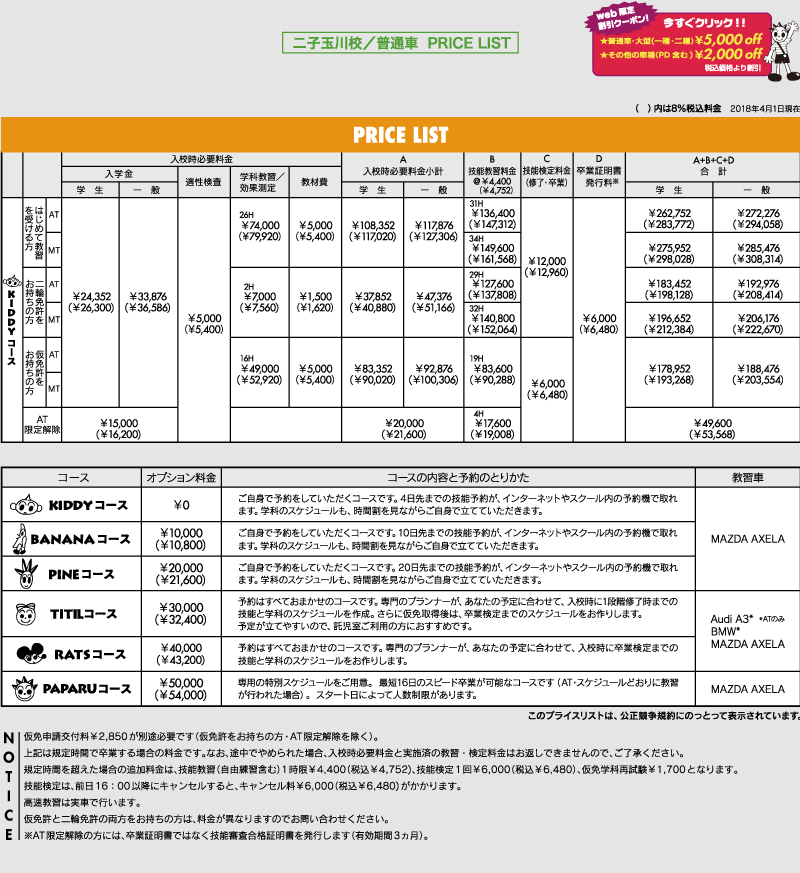 二子玉川校／普通車 PRICE LIST
web限定
割引クーポン!
今すぐクリック!!
★普通車・大型(一種・二種)¥5,000 off
★その他の車種(PD含む)¥2,000 off
税込価格より割引
( )内は8%税込料金 2018年4月1日現在
PRICE LIST
入校時必要料金 A B C D A+B+C+D
入学金 適性検査 学科教習／効果測定 教材費 入校時必要料金小計 技能教習料金 @¥4,400 (¥4,752) 技能検定料金 (修了・卒業) 卒業証明書発行料※ 合計
学生 一般 学生 一般 学生 一般
KIDDYコース
はじめて教習を受ける方
AT 26H ¥74,000 (¥79,920) ¥5,000 (¥5,400) ¥108,352 (¥117,020) ¥117,876 (¥127,306) 31H ¥136,400 (¥147,312) ¥262,752 (¥283,772) ¥272,276 (¥294,058)
MT 34H ¥149,600 (¥161,568) ¥275,952 (¥298,028) ¥285,476 (¥308,314)
¥12,000 (¥12,960)
二輪免許をお持ちの方
AT 2H ¥7,000 (¥7,560) ¥1,500 (¥1,620) ¥37,852 (¥40,880) ¥47,376 (¥51,166) 29H ¥127,600 (¥137,808) ¥183,452 (¥198,128) ¥192,976 (¥208,414)
MT 32H ¥140,800 (¥152,064) ¥196,652 (¥212,384) ¥206,176 (¥222,670)
¥24,352 (¥26,300) ¥33,876 (¥36,586) ¥5,000 (¥5,400) ¥6,000 (¥6,480)
仮免許をお持ちの方
AT MT 16H ¥49,000 (¥52,920) ¥5,000 (¥5,400) ¥83,352 (¥90,020) ¥92,876 (¥100,306) 19H ¥83,600 (¥90,288) ¥6,000 (¥6,480) ¥178,952 (¥193,268) ¥188,476 (¥203,554)
AT限定解除 ¥15,000 (¥16,200) ¥20,000 (¥21,600) 4H ¥17,600 (¥19,008) ¥49,600 (¥53,568)
コース オプション料金 コースの内容と予約のとりかた 教習車
KIDDYコース ¥0 ご自身で予約をしていただくコースです。4日先までの技能予約が、インターネットやスクール内の予約機で取れ
ます。学科のスケジュールも、時間割を見ながらご自身で立てていただきます。
BANANAコース ¥10,000 (¥10,800) ご自身で予約をしていただくコースです。10日先までの技能予約が、インターネットやスクール内の予約機で取れ
ます。学科のスケジュールも、時間割を見ながらご自身で立てていただきます。
MAZDA AXELA
PINEコース ¥20,000 (¥21,600) ご自身で予約をしていただくコースです。20日先までの技能予約が、インターネットやスクール内の予約機で取れ
ます。学科のスケジュールも、時間割を見ながらご自身で立てていただきます。
TITILコース ¥30,000 (¥32,400) 予約はすべておまかせのコースです。専門のプランナーが、あなたの予定に合わせて、入校時に1段階修了時までの
技能と学科のスケジュールを作成。さらに仮免取得後は、卒業検定までのスケジュールをお作りします。
予定が立てやすいので、託児室ご利用の方におすすめです。
Audi A3* *ATのみ
BMW*
MAZDA AXELA
RATSコース ¥40,000 (¥43,200) 予約はすべておまかせのコースです。専門のプランナーが、あなたの予定に合わせて、入校時に卒業検定までの
技能と学科のスケジュールをお作りします。
PAPARUコース ¥50,000 (¥54,000) 専用の特別スケジュールをご用意。 最短16日のスピード卒業が可能なコースです(AT・スケジュールどおりに教習
が行われた場合)。 スタート日によって人数制限があります。
MAZDA AXELA
このプライスリストは、公正競争規約にのっとって表示されています。
NOTICE
仮免申請交付料¥2,850が別途必要です(仮免許をお持ちの方・AT限定解除を除く)。
上記は規定時間で卒業する場合の料金です。なお、途中でやめられた場合、入校時必要料金と実施済の教習・検定料金はお返しできませんので、ご了承ください。
規定時間を超えた場合の追加料金は、技能教習(自由練習含む)1時限¥4,400(税込¥4,752)、技能検定1回¥6,000(税込¥6,480)、仮免学科再試験¥1,700となります。
技能検定は、前日16：00以降にキャンセルすると、キャンセル料¥6,000(税込¥6,480)がかかります。
高速教習は実車で行います。
仮免許と二輪免許の両方をお持ちの方は、料金が異なりますのでお問い合わせください。
※AT限定解除の方には、卒業証明書ではなく技能審査合格証明書を発行します(有効期間3ヵ月)。